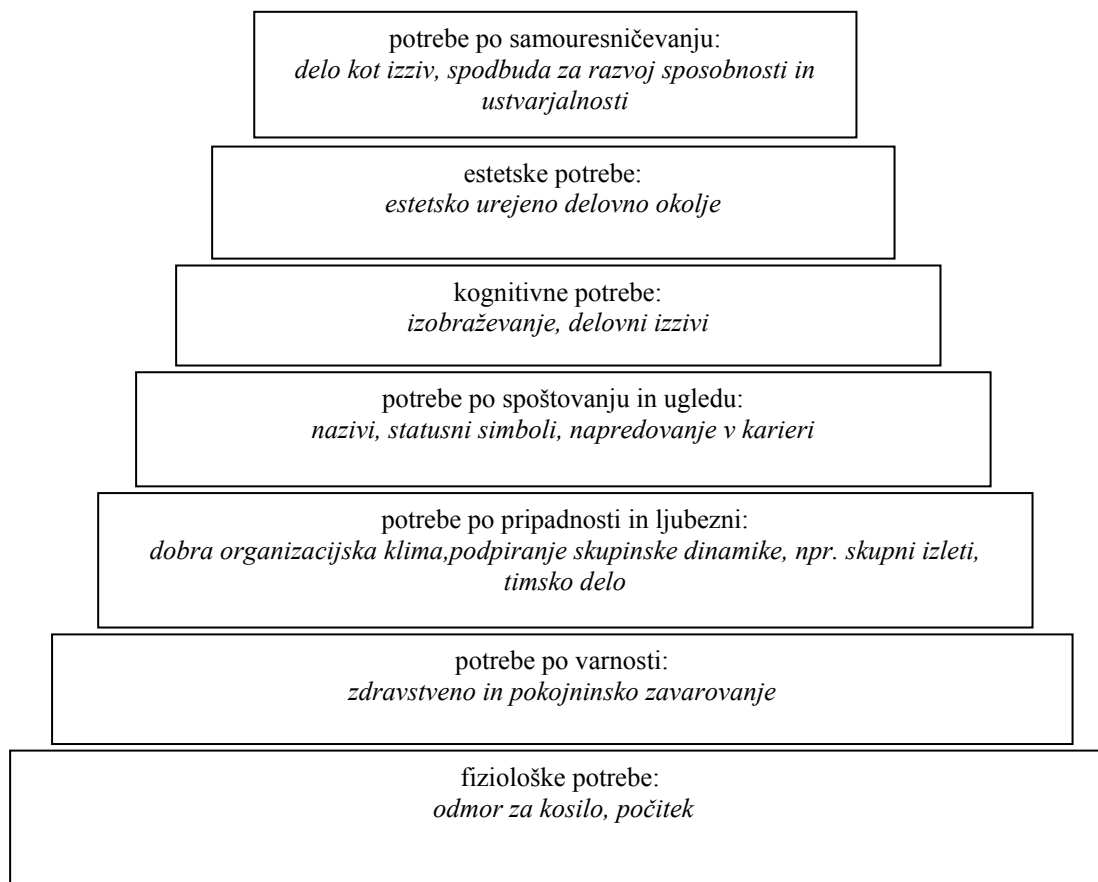 potrebe po samouresničevanju:
delo kot izziv, spodbuda za razvoj sposobnosti in
ustvarjalnosti
estetske potrebe:
estetsko urejeno delovno okolje
kognitivne potrebe:
izobraževanje, delovni izzivi
potrebe po spoštovanju in ugledu:
nazivi, statusni simboli, napredovanje v karieri
potrebe po pripadnosti in ljubezni:
dobra organizacijska klima,podpiranje skupinske dinamike, npr. skupni izleti,
timsko delo
potrebe po varnosti:
zdravstveno in pokojninsko zavarovanje
fiziološke potrebe:
odmor za kosilo, počitek